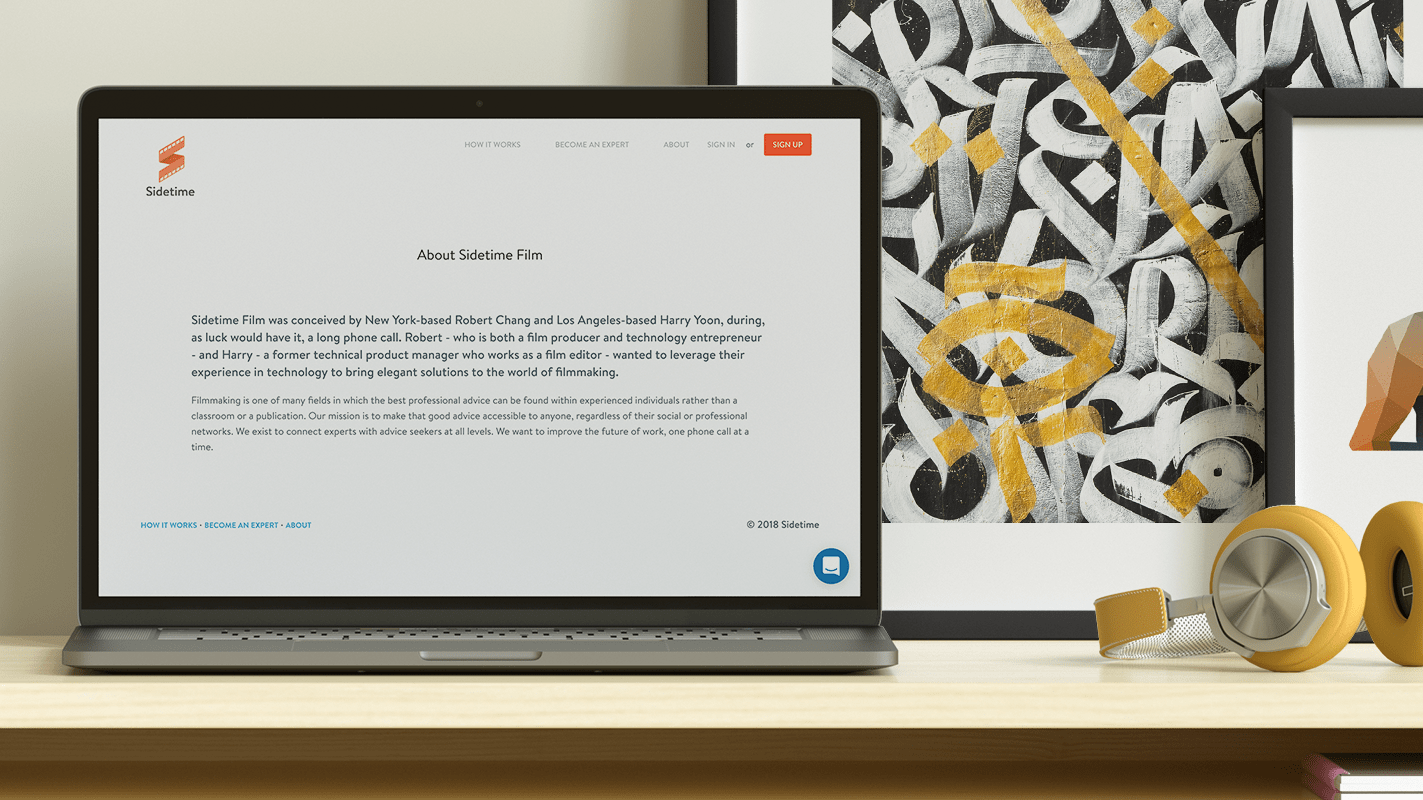 HOW IT WORKS BECOME AN EXPERT ABOUT SIGN IN or SIGN UP
Sidetime
About Sidetime Film
Sidetime Film was conceived by New York-based Robert Chang and Los Angeles-based Harry Yoon, during,
as luck would have it, a long phone call. Robert - who is both a film producer and technology entrepreneur
- and Harry - a former technical product manager who works as a film editor - wanted to leverage their
experience in technology to bring elegant solutions to the world of filmmaking.
Filmmaking is one of many fields in which the best professional advice can be found within experienced individuals rather than a
classroom or a publication. Our mission is to make that good advice accessible to anyone, regardless of their social or professional
networks. We exist to connect experts with advice seekers at all levels. We want to improve the future of work, one phone call at a
time.
HOW IT WORKS • BECOME AN EXPERT • ABOUT
© 2018 Sidetime